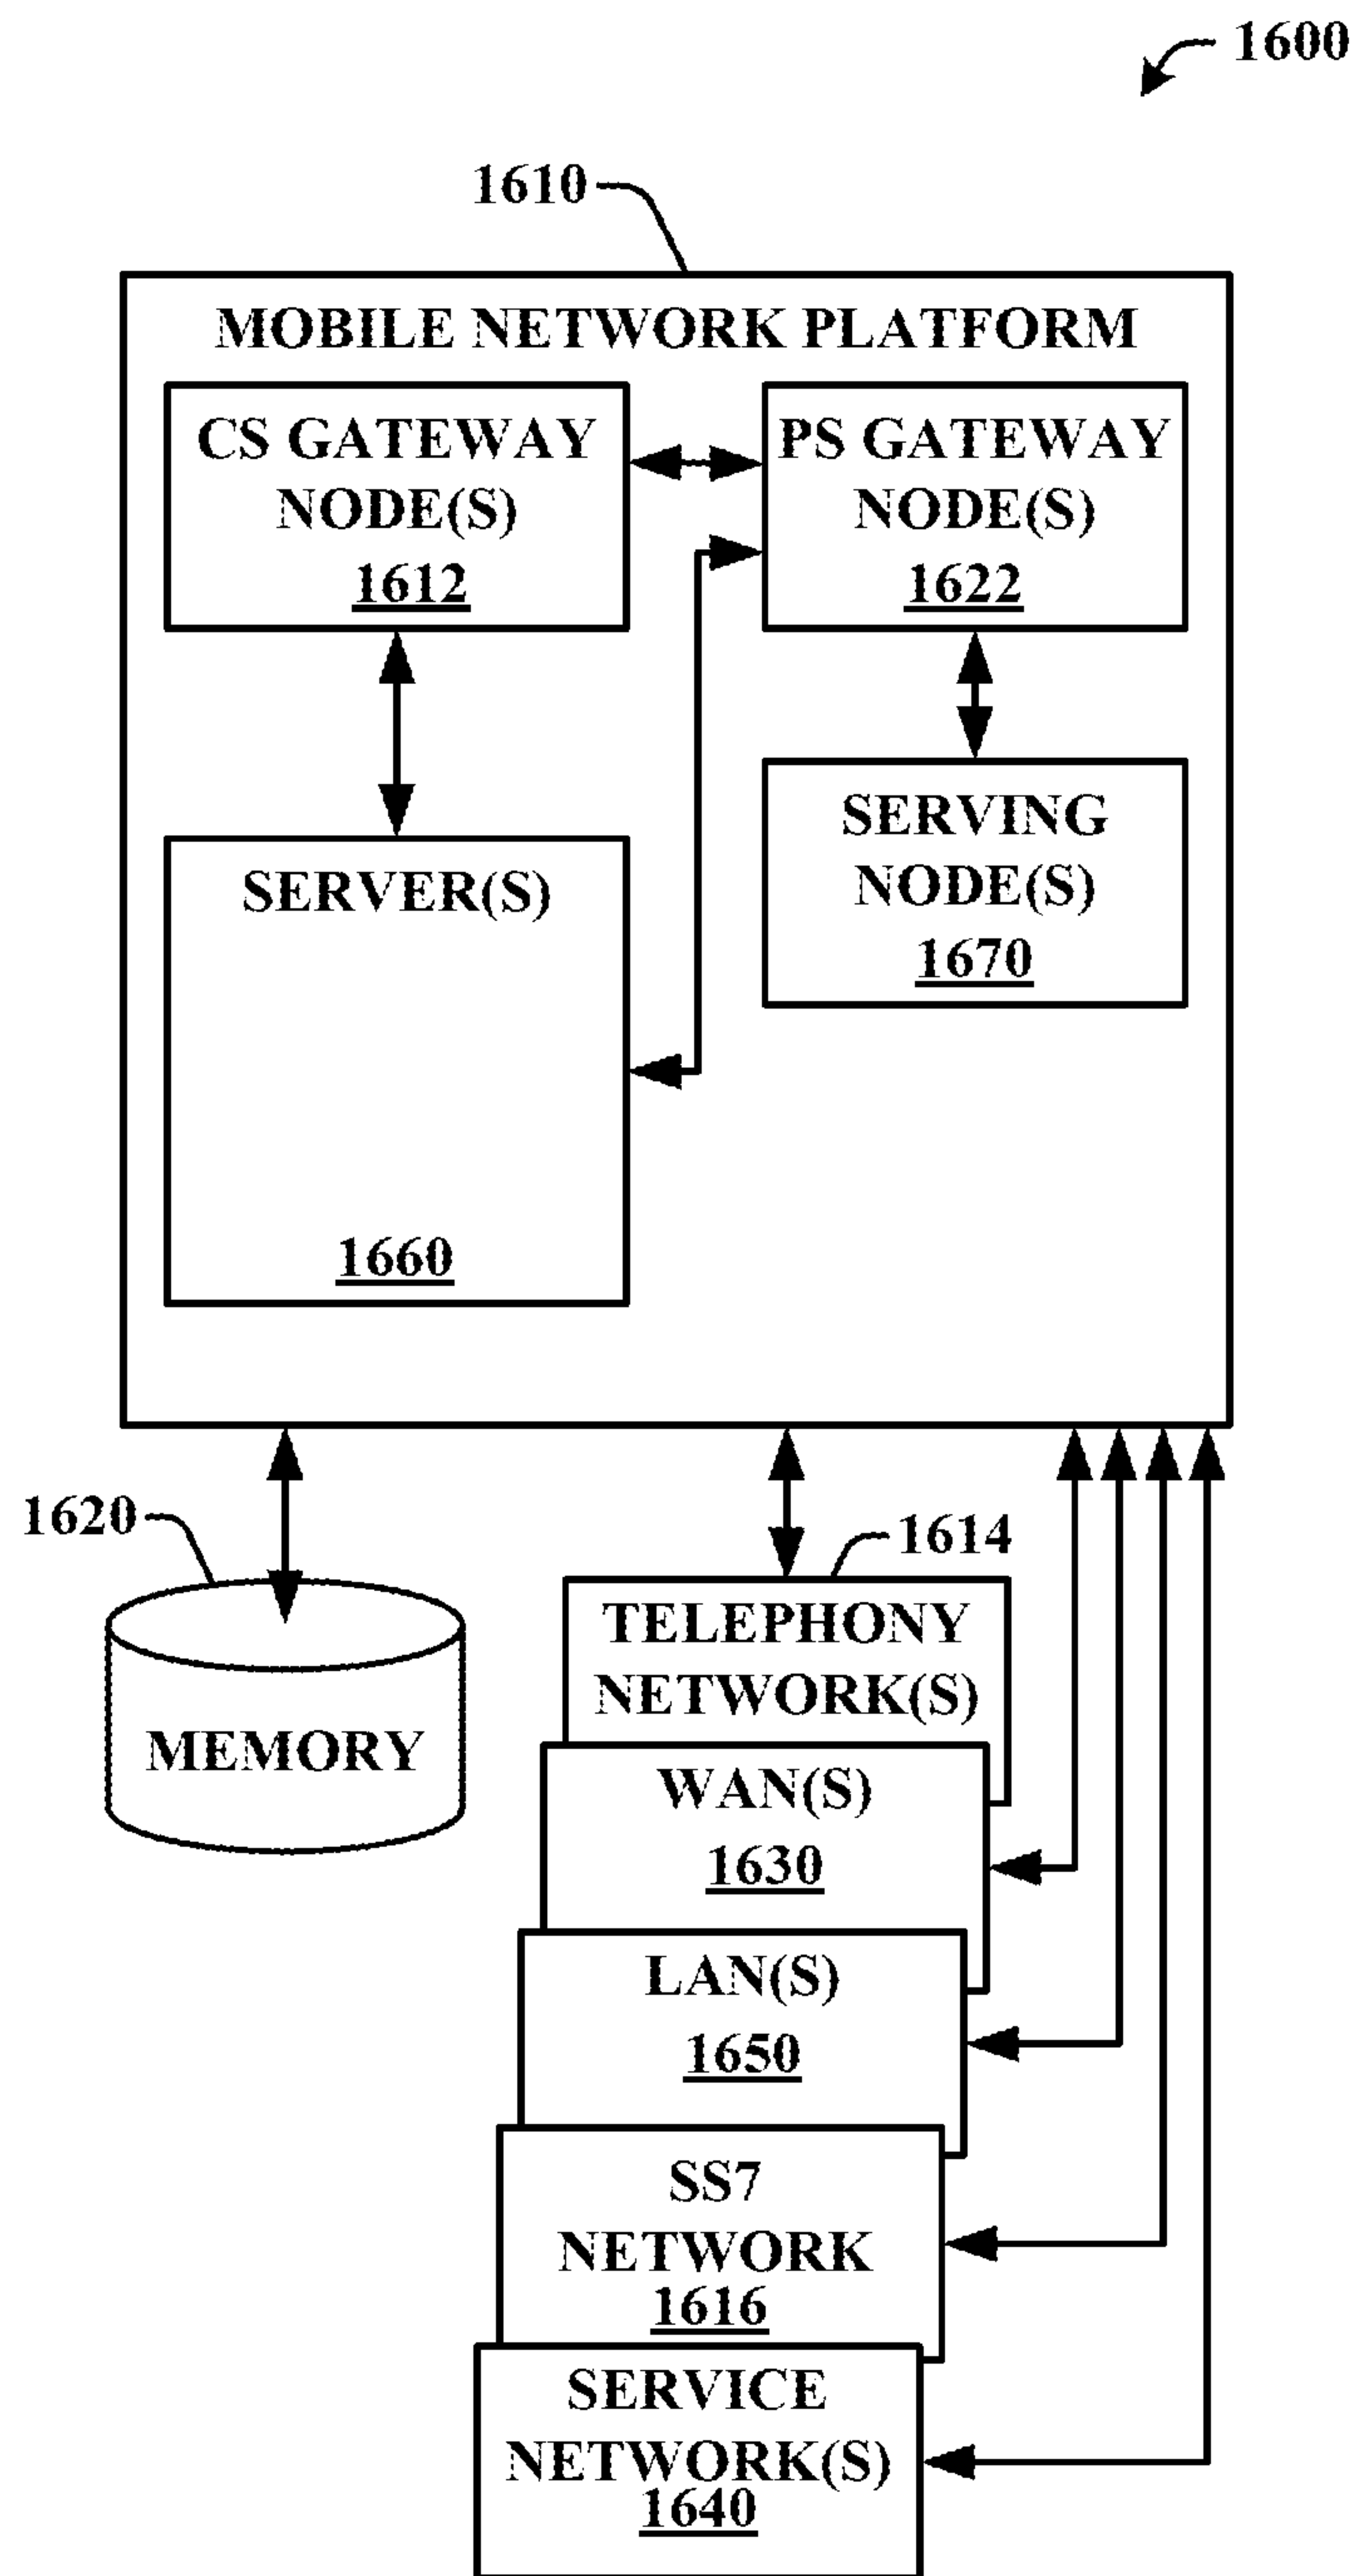 1600
1610
MOBILE NETWORK PLATFORM
CS GATEWAY
NODE(S)
1612
PS GATEWAY
NODE(S)
1622
SERVING
NODE(S)
1670
SERVER(S)
1660
1620
MEMORY
1614
TELEPHONY
NETWORK(S)
WAN(S)
1630
LAN(S)
1650
SS7
NETWORK
1616
SERVICE
NETWORK(S)
1640